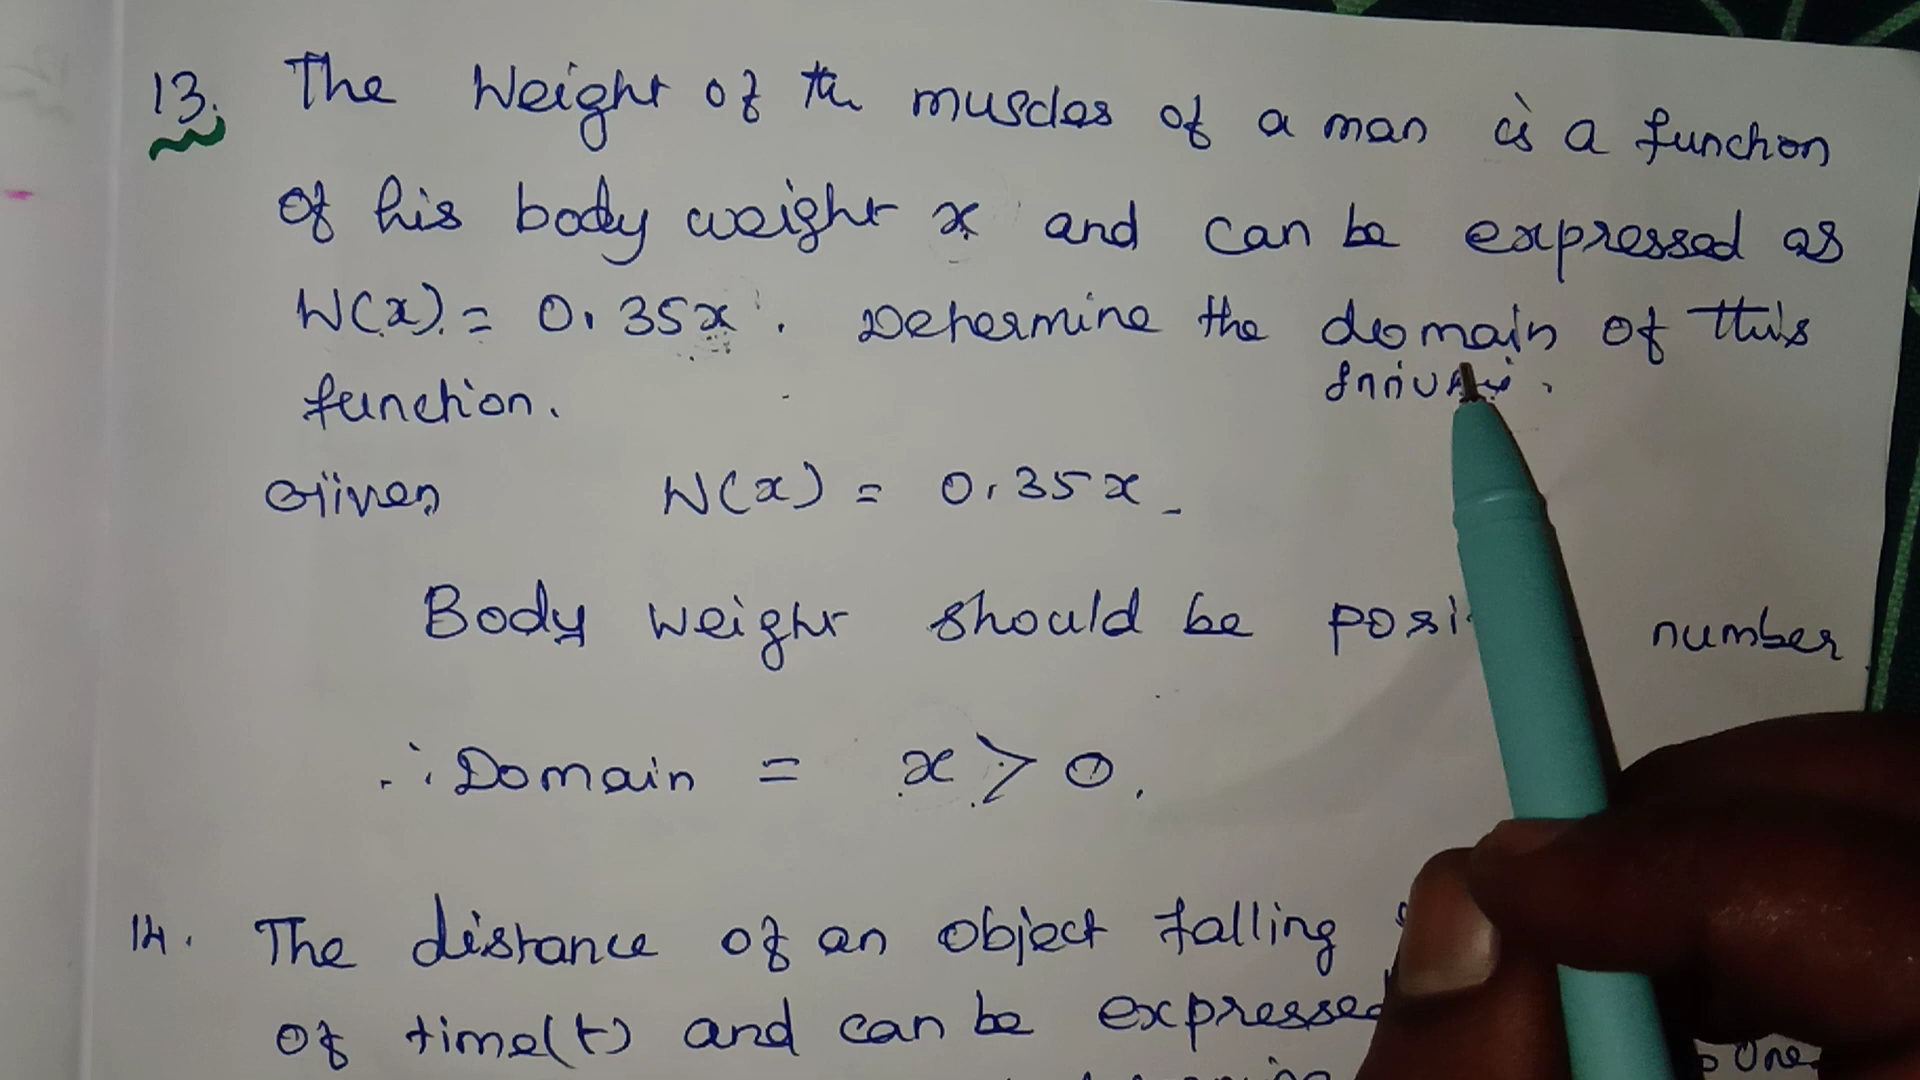 13. The Weight of the muscles of a man is a function
of his body weight x and can be expressed as
W(x) = 0.35x. Determine the domain of this
function.
Given W(x) = 0.35x
Body weight should be number
∴ Domain = x > 0.
14. The distance of an object falling
of time(t) and can be expressed
one